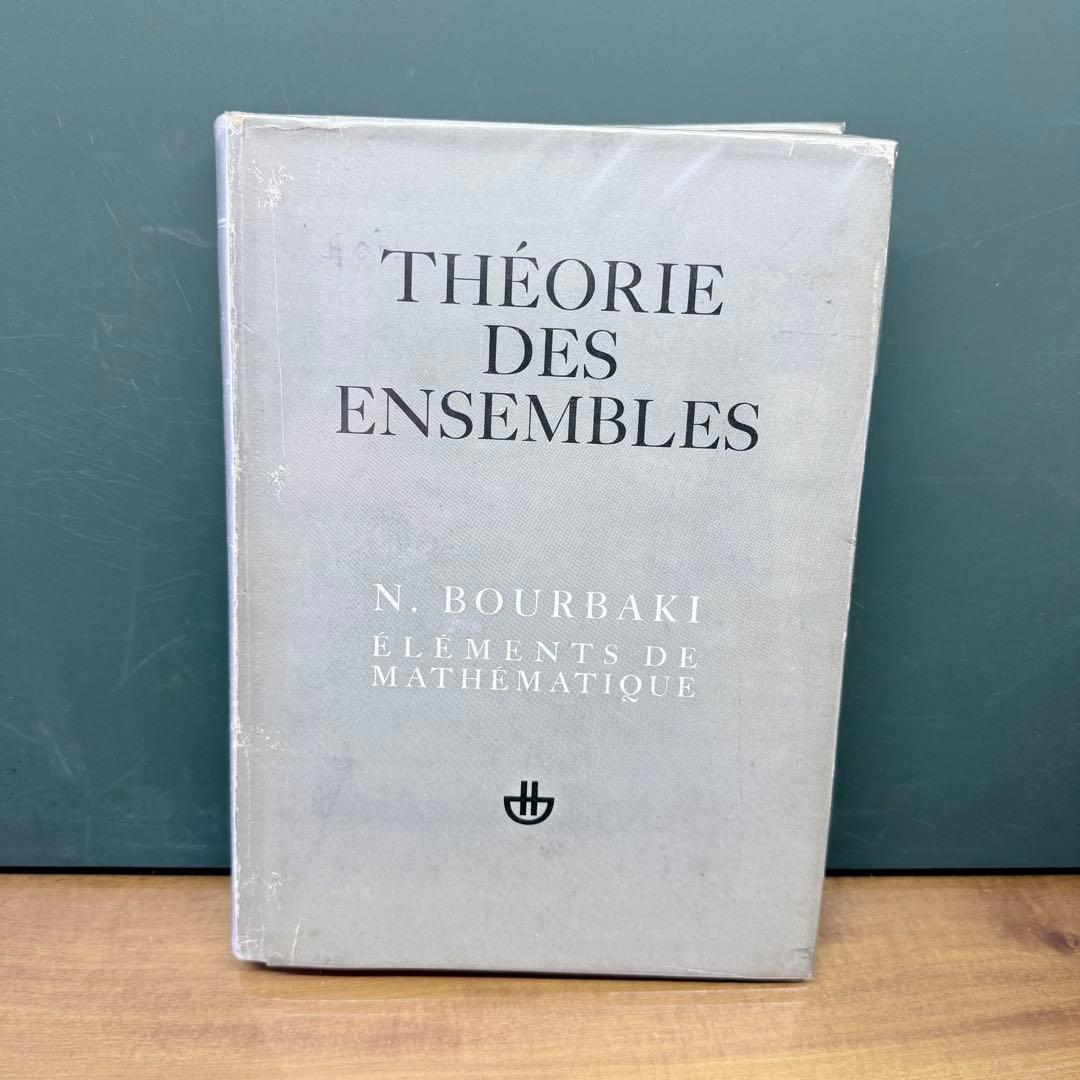 THÉORIE
DES
ENSEMBLES
N. BOURBAKI
ÉLÉMENTS DE
MATHÉMATIQUE